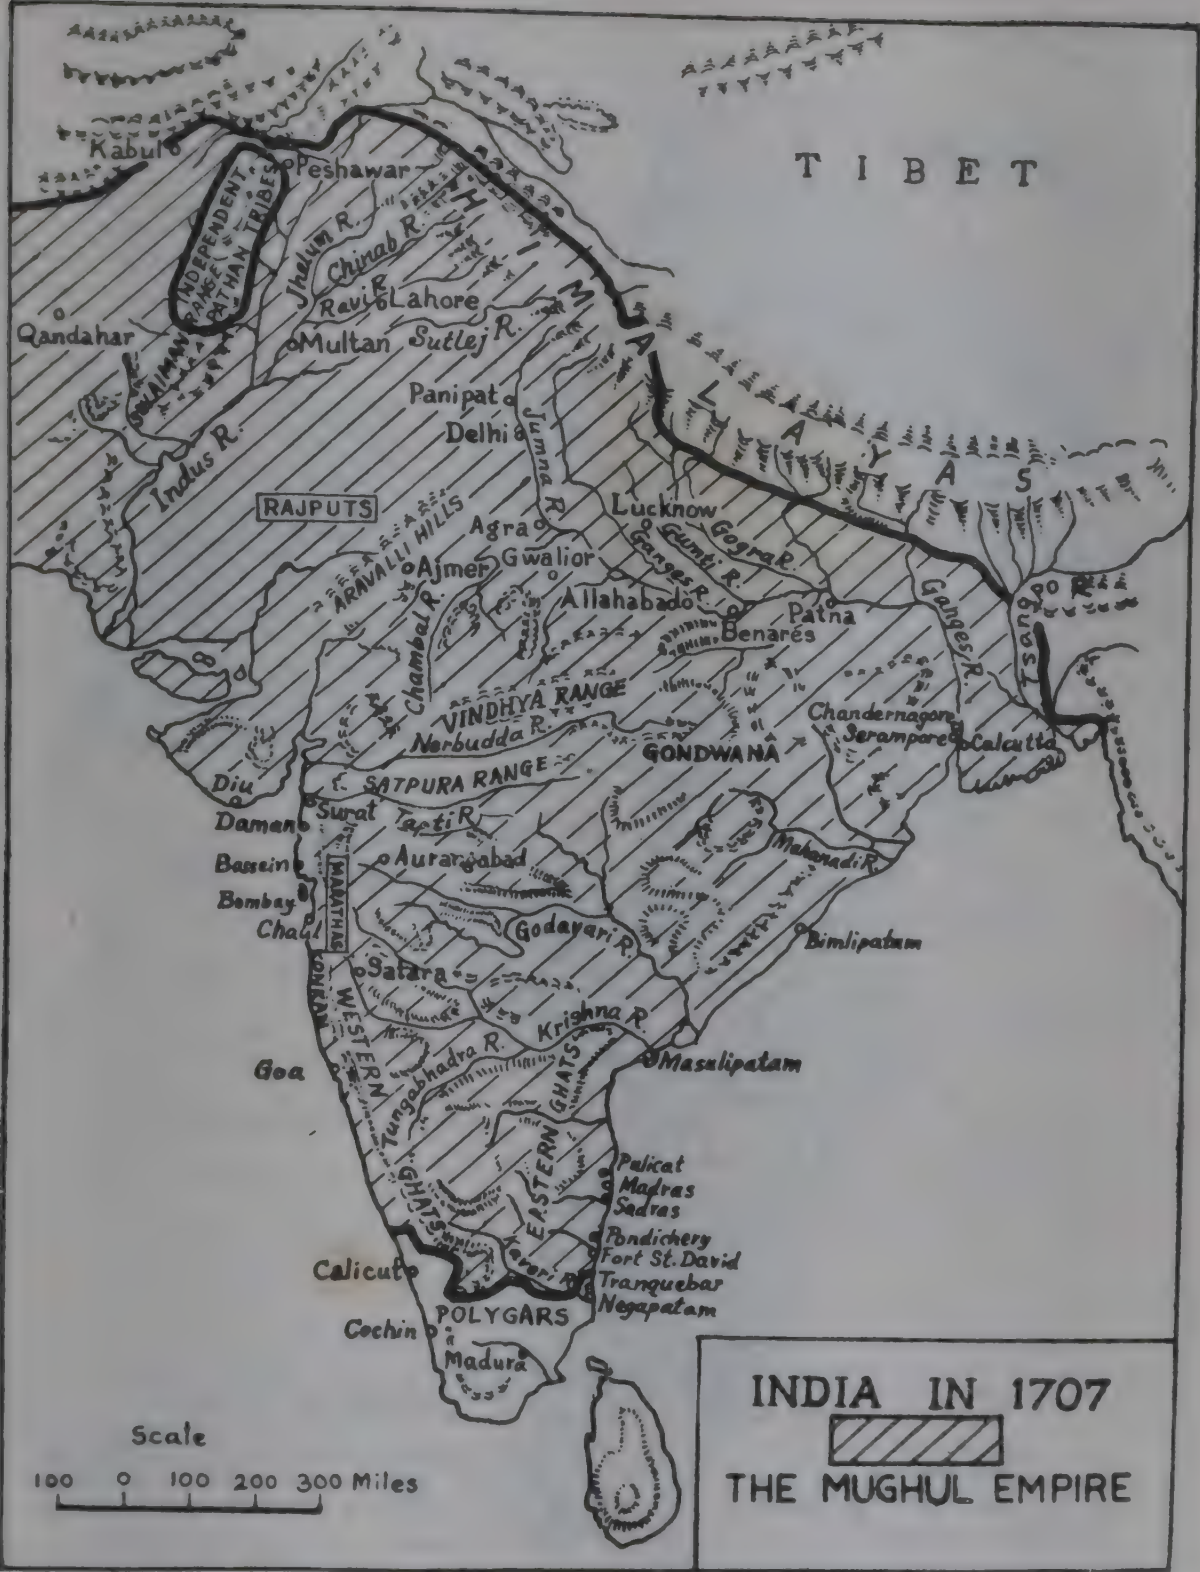 TIBET
Kabul
Peshawar
INDEPENDENT
PATHAN TRIBES
HIMALAYAS
Jhelum R.
Chinab R.
Ravi R.
Lahore
Qandahar
Multan
Sutlej R.
SULAIMAN RANGE
Panipat
Delhi
Jumna R.
Indus R.
RAJPUTS
Lucknow
Agra
Gogra R.
ARAVALLI HILLS
Ajmer
Gwalior
Gumti R.
Ganges R.
Allahabad
Patna
Benares
Ganges R.
Tsangpo R.
Chambal R.
VINDHYA RANGE
Nerbudda R.
Chandernagore
Serampore
Calcutta
GONDWANA
SATPURA RANGE
Diu
Surat
Tapti R.
Daman
Mahanadi R.
Bassein
Aurangabad
MARATHAS
Bombay
Chaul
Godavari R.
Bimlipatam
Satara
KONKAN
WESTERN
GHATS
Krishna R.
Goa
Tungabhadra R.
Masulipatam
EASTERN
GHATS
Pulicat
Madras
Sadras
Pondichery
Fort St. David
Kaveri R.
Calicut
Tranquebar
Negapatam
POLYGARS
Cochin
Madura
INDIA IN 1707
THE MUGHUL EMPIRE
Scale
100 0 100 200 300 Miles